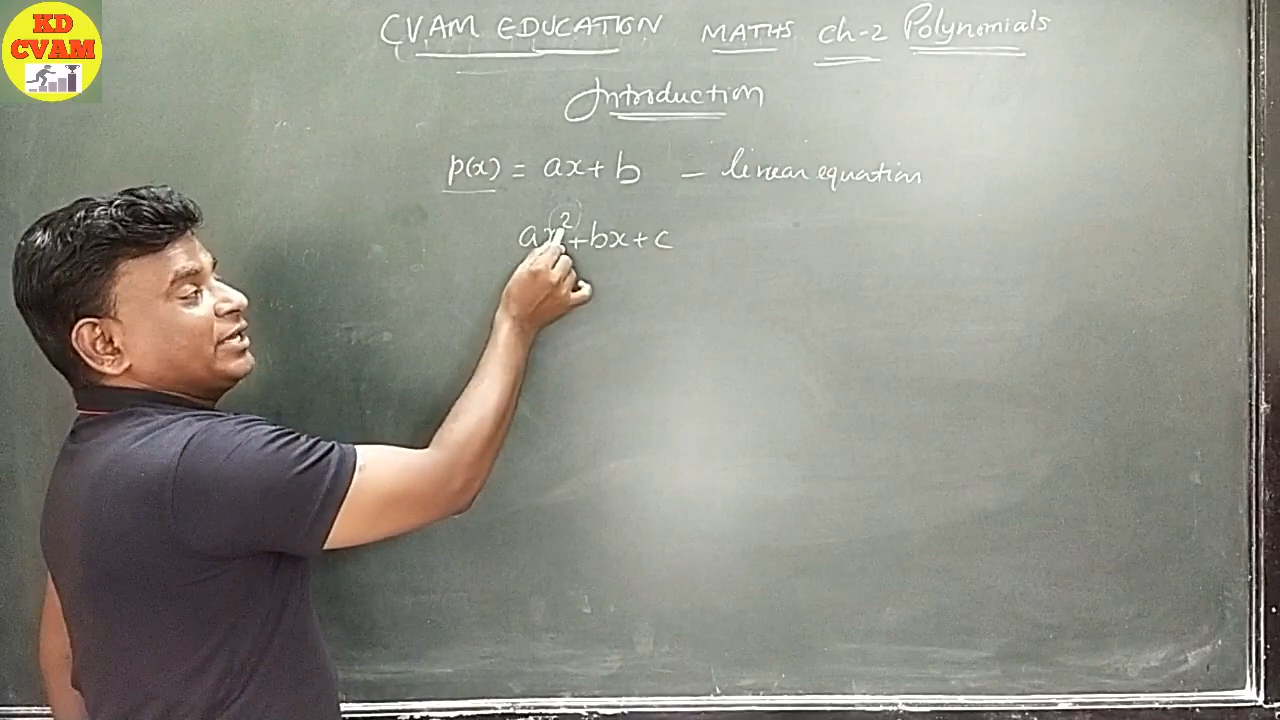 KD
CVAM
CVAM EDUCATION MATHS ch-2 Polynomials
Introduction
p(x) = ax + b - linear equation
ax² + bx + c